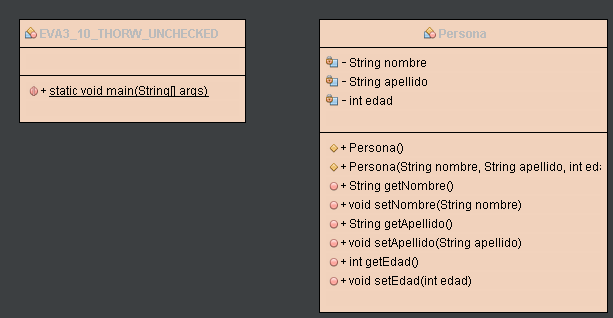 EVA3_10_THORW_UNCHECKED
+ static void main(String[] args)
Persona
- String nombre
- String apellido
- int edad
+ Persona()
+ Persona(String nombre, String apellido, int eda
+ String getNombre()
+ void setNombre(String nombre)
+ String getApellido()
+ void setApellido(String apellido)
+ int getEdad()
+ void setEdad(int edad)